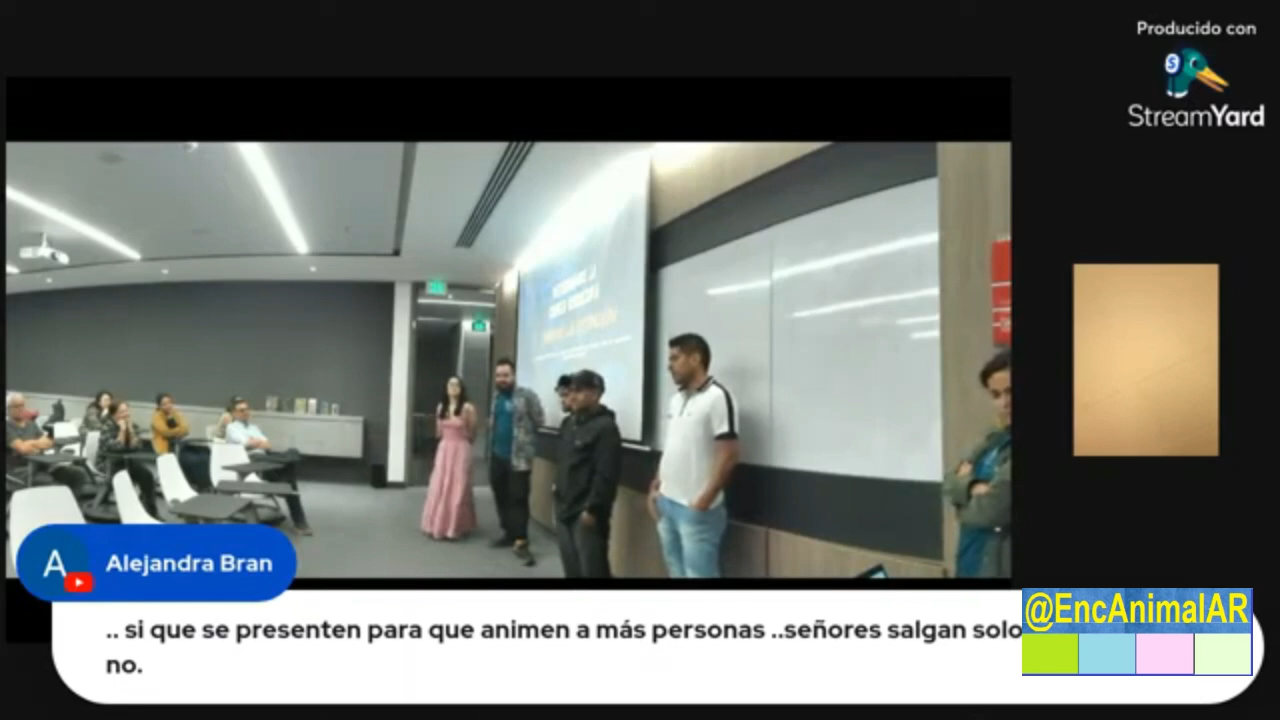 Producido con
StreamYard
Alejandra Bran
.. si que se presenten para que animen a más personas ..señores salgan solo
no.
@EncAnimalAR